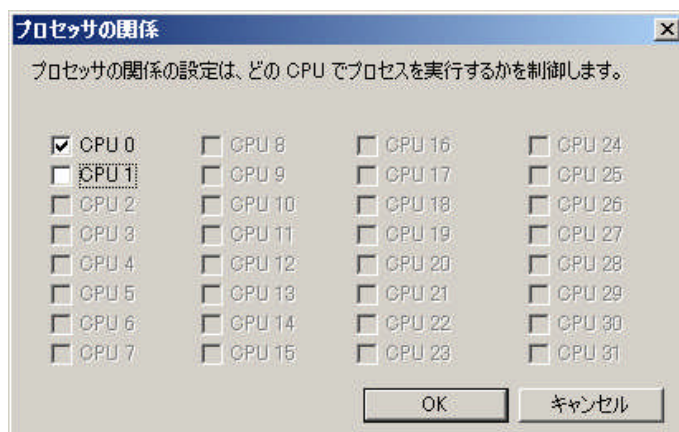 プロセッサの関係
プロセッサの関係の設定は、どの CPU でプロセスを実行するかを制御します。
CPU 0 CPU 8 CPU 16 CPU 24
CPU 1 CPU 9 CPU 17 CPU 25
CPU 2 CPU 10 CPU 18 CPU 26
CPU 3 CPU 11 CPU 19 CPU 27
CPU 4 CPU 12 CPU 20 CPU 28
CPU 5 CPU 13 CPU 21 CPU 29
CPU 6 CPU 14 CPU 22 CPU 30
CPU 7 CPU 15 CPU 23 CPU 31
OK キャンセル